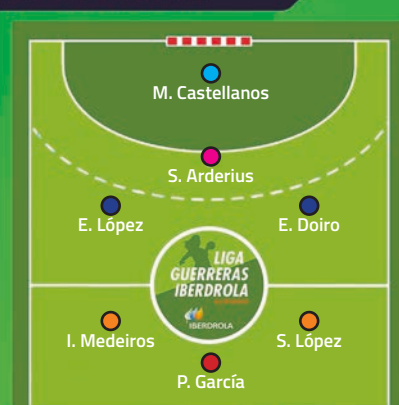 M. Castellanos
S. Arderius
E. López
E. Doiro
LIGA
GUERRERAS
IBERDROLA
IBERDROLA
I. Medeiros
S. López
P. García